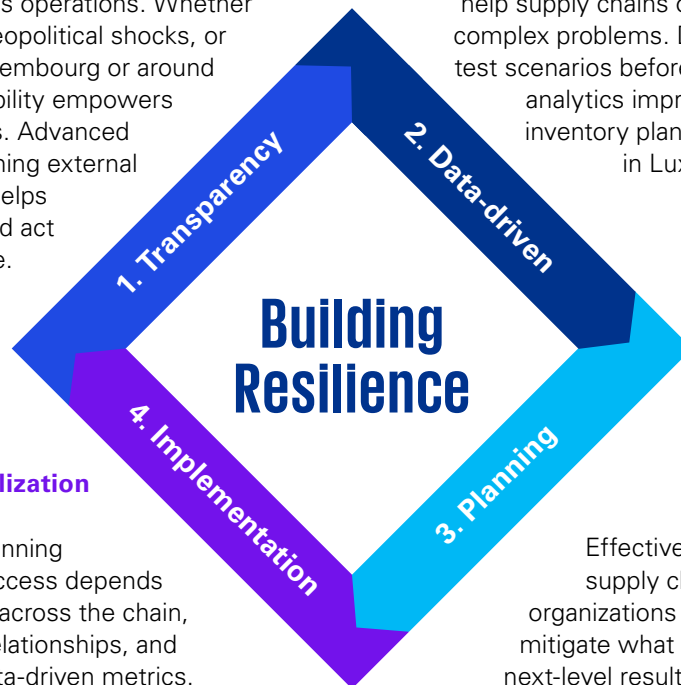 s operations. Whether
eopolitical shocks, or
embourg or around
bility empowers
s. Advanced
ning external
elps
d act
e.
help supply chains
complex problems.
test scenarios before
analytics impr
inventory plan
in Lux
1. Transparency
2. Data-driven
Building
Resilience
4. Implementation
3. Planning
lization
nning
ccess depends
across the chain,
elationships, and
ta-driven metrics.
Effective
supply c
organizations
mitigate what
next-level result